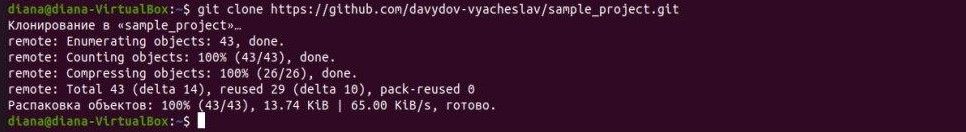 diana@diana-VirtualBox:~$ git clone https://github.com/davydov-vyacheslav/sample_project.git
Клонирование в «sample_project»…
remote: Enumerating objects: 43, done.
remote: Counting objects: 100% (43/43), done.
remote: Compressing objects: 100% (26/26), done.
remote: Total 43 (delta 14), reused 29 (delta 10), pack-reused 0
Распаковка объектов: 100% (43/43), 13.74 KiB | 65.00 KiB/s, готово.
diana@diana-VirtualBox:~$